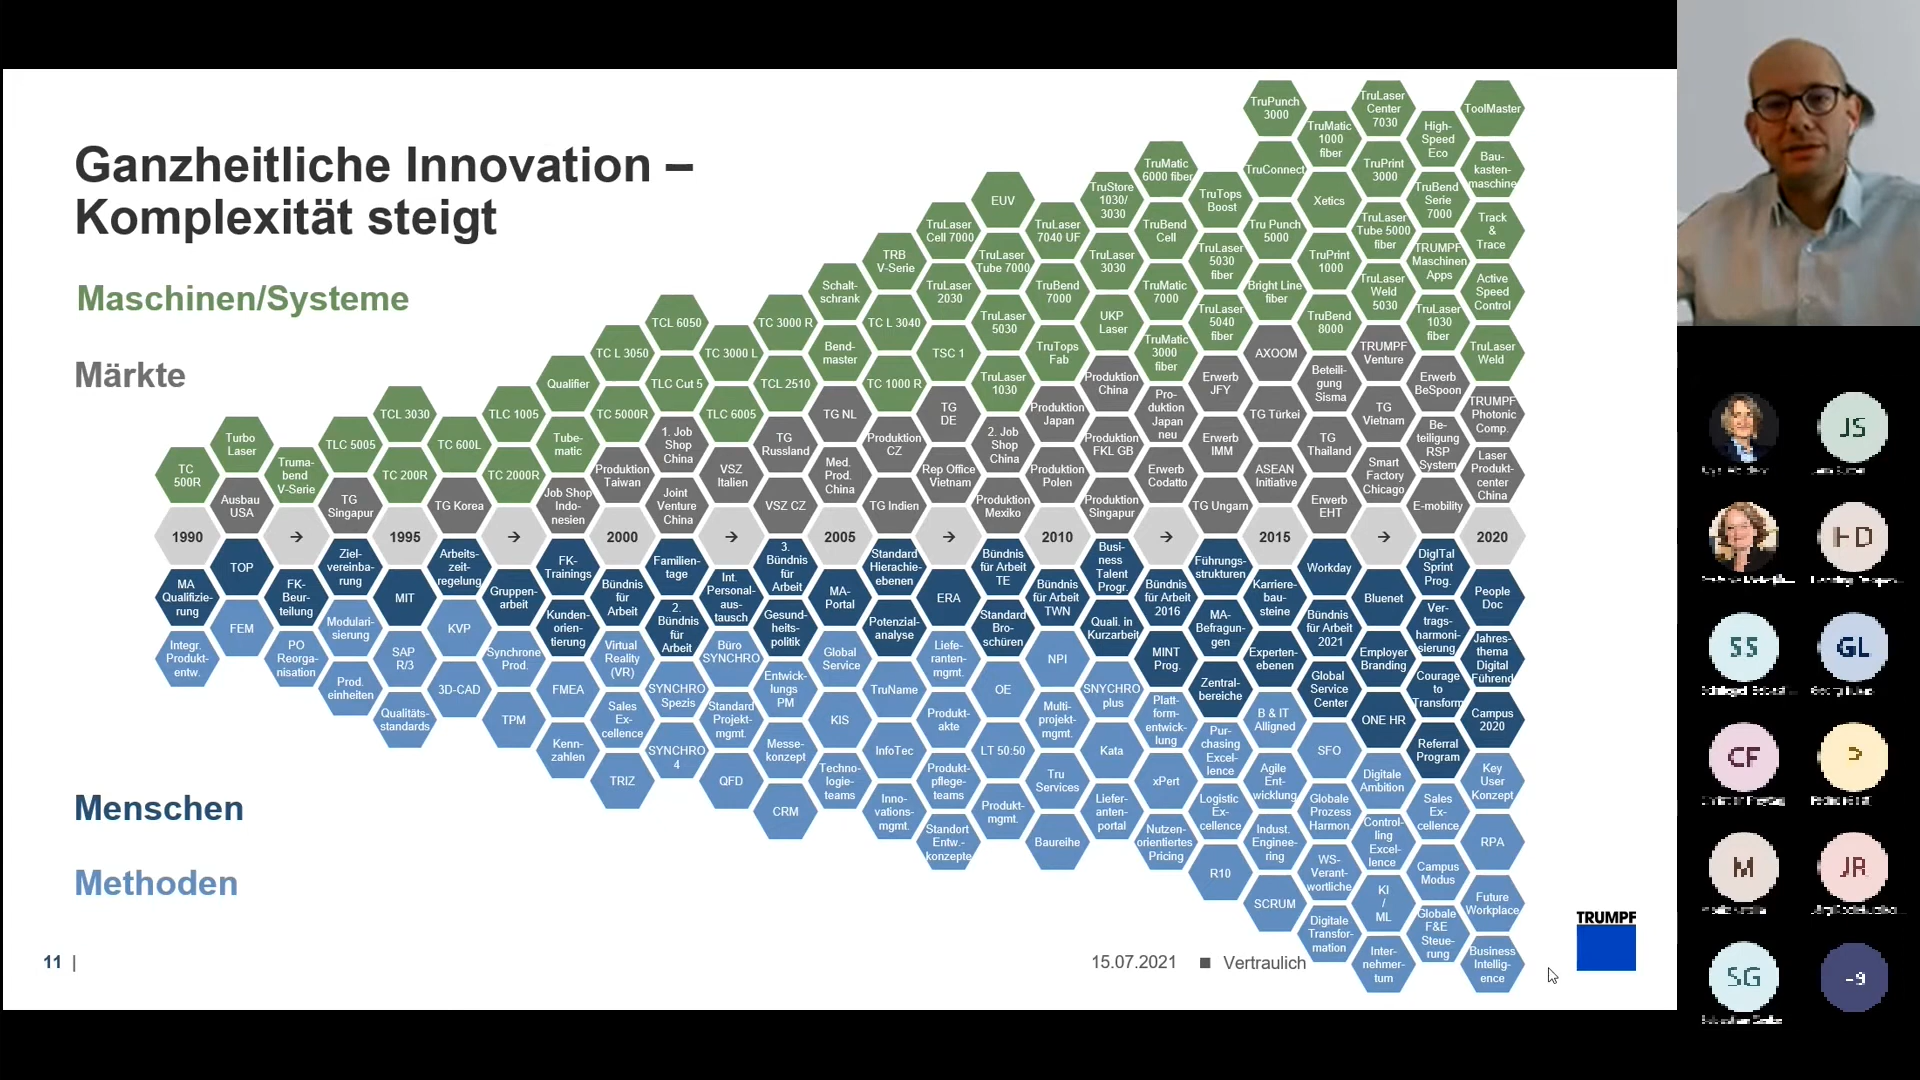 Ganzheitliche Innovation –
Komplexität steigt
Maschinen/Systeme
Märkte
Menschen
Methoden
TC
500R
MA
Qualifizie-
rung
Integr.
Produkt-
entw.
1990
Turbo
Laser
Ausbau
USA
TOP
FEM
Truma-
bend
V-Serie
→
FK-
Beur-
teilung
PO
Reorga-
nisation
TLC 5005
TG
Singapur
Ziel-
vereinba-
rung
Modulari-
sierung
Prod.
einheiten
TCL 3030
TC 200R
1995
MIT
SAP
R/3
Qualitäts-
standards
TC 600L
TG Korea
Arbeits-
zeit-
regelung
KVP
3D-CAD
TLC 1005
TC 2000R
→
Gruppen-
arbeit
Synchrone
Prod.
TPM
Qualifier
Tube-
matic
Job Shop
Indo-
nesien
FK-
Trainings
Kunden-
orien-
tierung
FMEA
Kenn-
zahlen
TC L 3050
TC 5000R
Produktion
Taiwan
2000
Bündnis
für
Arbeit
Virtual
Reality
(VR)
Sales
Ex-
cellence
TRIZ
TCL 6050
TLC Cut 5
1. Job
Shop
China
Joint
Venture
China
Familien-
tage
2.
Bündnis
für
Arbeit
SYNCHRO
Spezis
SYNCHRO
4
TC 3000 L
TLC 6005
VSZ
Italien
→
Int.
Personal-
aus-
tausch
Büro
SYNCHRO
Standard
Projekt-
mgmt.
QFD
TC 3000 R
TCL 2510
TG
Russland
VSZ CZ
3.
Bündnis
für
Arbeit
Gesund-
heits-
politik
Entwick-
lungs
PM
Messe-
konzept
CRM
Schalt-
schrank
Bend-
master
TG NL
Med.
Prod.
China
2005
MA-
Portal
Global
Service
KIS
Techno-
logie-
teams
TRB
V-Serie
TC L 3040
TC 1000 R
Produktion
CZ
TG Indien
Standard
Hierachie-
ebenen
Potenzial-
analyse
TruName
InfoTec
Inno-
vations-
mgmt.
TruLaser
Cell 7000
TruLaser
2030
TSC 1
TG
DE
Rep Office
Vietnam
→
ERA
Liefe-
ranten-
mgmt.
Produkt-
akte
Produkt-
pflege-
teams
Standort
Entw.-
konzepte
EUV
TruLaser
Tube 7000
TruLaser
5030
TruLaser
1030
2. Job
Shop
China
Produktion
Mexiko
Bündnis
für Arbeit
TE
Standard
Bro-
schüren
OE
LT 50:50
Produkt-
mgmt.
TruLaser
7040 UF
TruBend
7000
TruTops
Fab
Produktion
Japan
Produktion
Polen
2010
Bündnis
für Arbeit
TWN
NPI
Multi-
projekt-
mgmt.
Tru
Services
Baureihe
TruStore
1030/
3030
TruLaser
3030
UKP
Laser
Produktion
China
Produktion
FKL GB
Produktion
Singapur
Busi-
ness
Talent
Progr.
Quali. in
Kurzarbeit
SNYCHRO
plus
Kata
Liefer-
anten-
portal
TruMatic
6000 fiber
TruBend
Cell
TruMatic
7000
TruMatic
3000
fiber
Pro-
duktion
Japan
neu
Erwerb
Codatto
→
Bündnis
für Arbeit
2016
MINT
Prog.
Platt-
form-
entwick-
lung
xPert
Nutzen-
orientiertes
Pricing
TruTops
Boost
TruLaser
5030
fiber
TruLaser
5040
fiber
Erwerb
JFY
Erwerb
IMM
TG Ungarn
Führungs-
strukturen
MA-
Befragun-
gen
Zentral-
bereiche
Pur-
chasing
Excel-
lence
Logistic
Ex-
cellence
R10
TruPunch
3000
TruConnect
Tru Punch
5000
Bright Line
fiber
AXOOM
TG Türkei
ASEAN
Initiative
2015
Karriere-
bau-
steine
Experten-
ebenen
B & IT
Alligned
Agile
Ent-
wicklung
Indust.
Enginee-
ring
SCRUM
TruMatic
1000
fiber
Xetics
TruPrint
1000
TruBend
8000
Beteili-
gung
Sisma
TG
Thailand
Erwerb
EHT
Workday
Bündnis
für Arbeit
2021
Global
Service
Center
SFO
Globale
Prozess
Harmon.
WS-
Verant-
wortliche
Digitale
Transfor-
mation
TruLaser
Center
7030
TruPrint
3000
TruLaser
Tube 5000
fiber
TruLaser
Weld
5030
TRUMPF
Venture
TG
Vietnam
Smart
Factory
Chicago
→
Bluenet
Employer
Branding
ONE HR
Digitale
Ambition
Control-
ling
Excel-
lence
KI
/
ML
Inter-
nehmer-
tum
High-
Speed
Eco
TruBend
Serie
7000
TRUMPF
Maschinen
Apps
TruLaser
1030
fiber
Erwerb
BeSpoon
Be-
teiligung
RSP
System
E-mobility
DigITal
Sprint
Prog.
Ver-
trags-
harmoni-
sierung
Courage
to
Transform
Referral
Program
Sales
Ex-
cellence
Campus
Modus
Globale
F&E
Steue-
rung
ToolMaster
Bau-
kasten-
maschine
Track
&
Trace
Active
Speed
Control
TruLaser
Weld
TRUMPF
Photonic
Comp.
Laser
Produkt-
center
China
2020
People
Doc
Jahres-
thema
Digital
Führend
Campus
2020
Key
User
Konzept
RPA
Future
Workplace
Business
Intellig-
ence
11 |
15.07.2021 ■ Vertraulich
TRUMPF
JS
HD
SS
GL
CF
P
M
JR
SG
-9